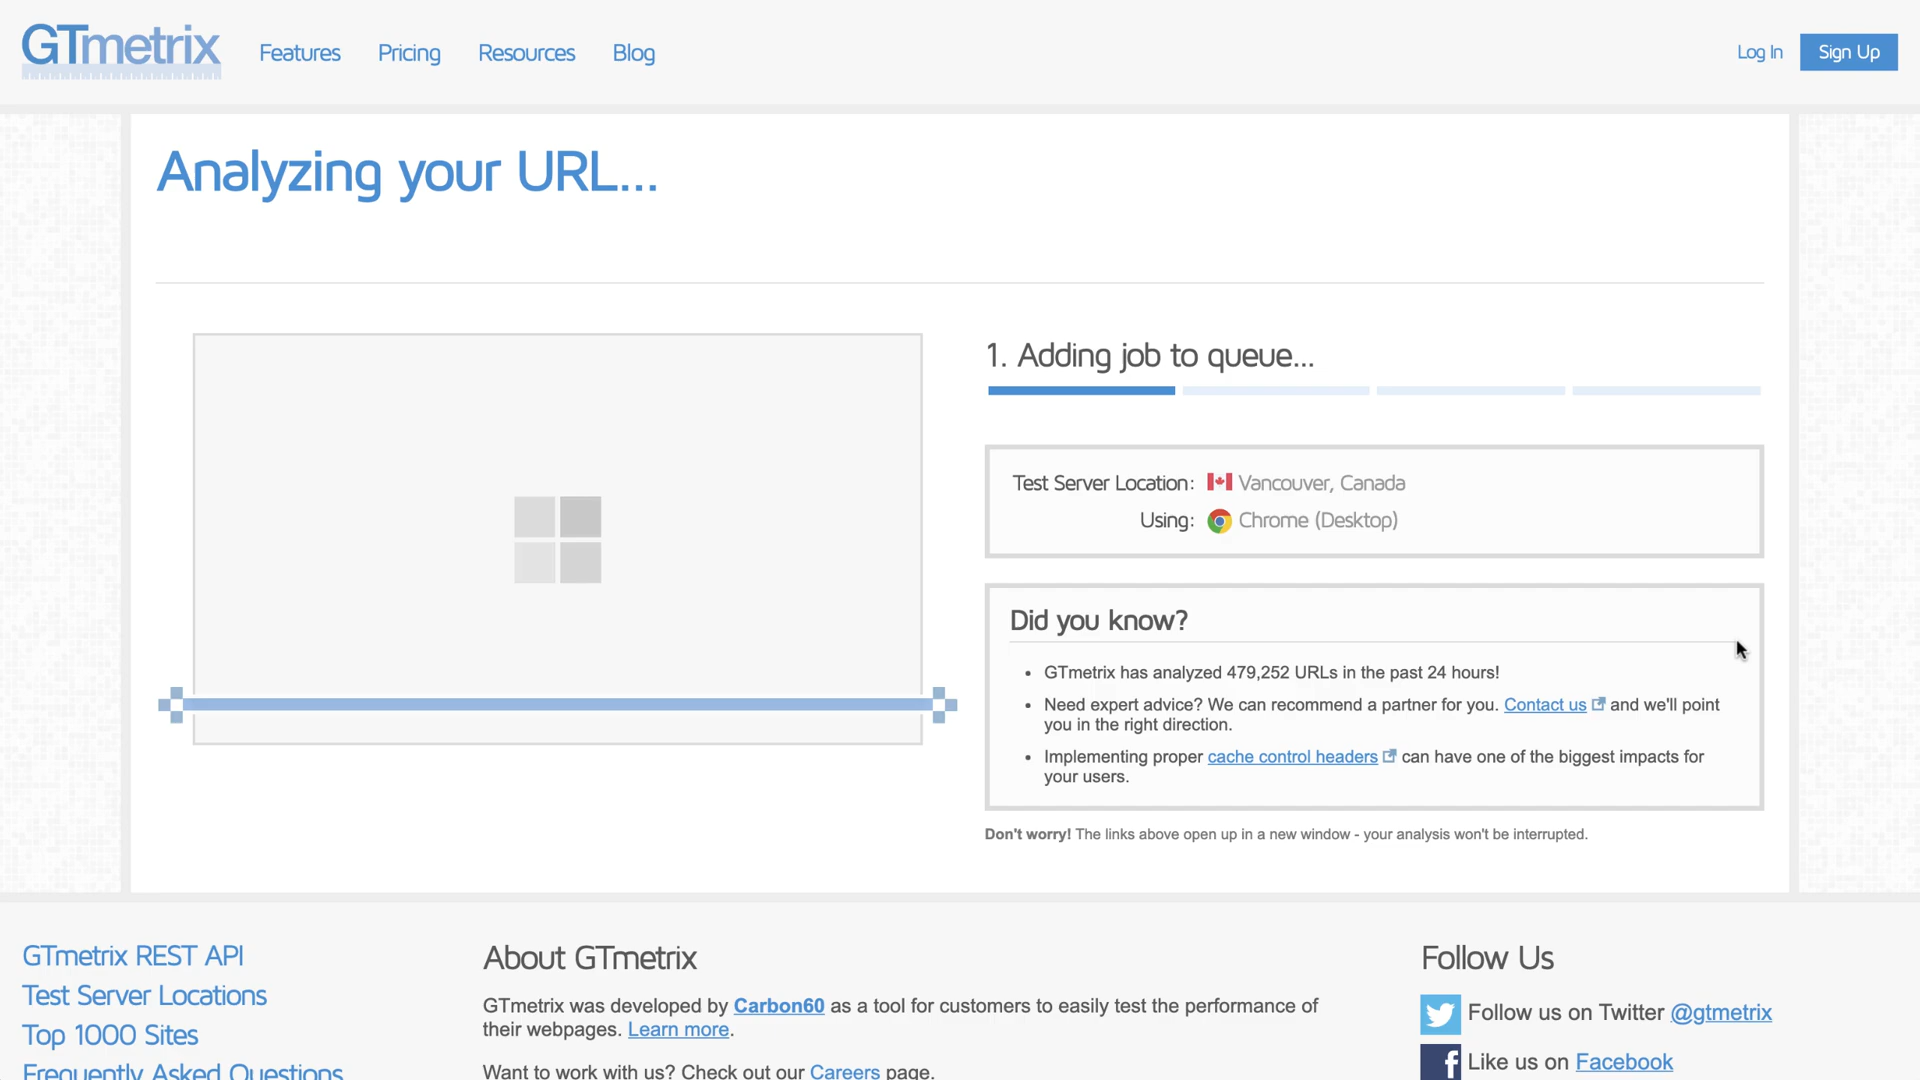 GTmetrix
Features
Pricing
Resources
Blog
Log In
Sign Up
Analyzing your URL...
1. Adding job to queue...
Test Server Location: Vancouver, Canada
Using: Chrome (Desktop)
Did you know?
• GTmetrix has analyzed 479,252 URLs in the past 24 hours!
• Need expert advice? We can recommend a partner for you. Contact us and we'll point
you in the right direction.
• Implementing proper cache control headers can have one of the biggest impacts for
your users.
Don't worry! The links above open up in a new window - your analysis won't be interrupted.
GTmetrix REST API
Test Server Locations
Top 1000 Sites
Frequently Asked Questions
About GTmetrix
GTmetrix was developed by Carbon60 as a tool for customers to easily test the performance of
their webpages. Learn more.
Want to work with us? Check out our Careers page.
Follow Us
Follow us on Twitter @gtmetrix
Like us on Facebook